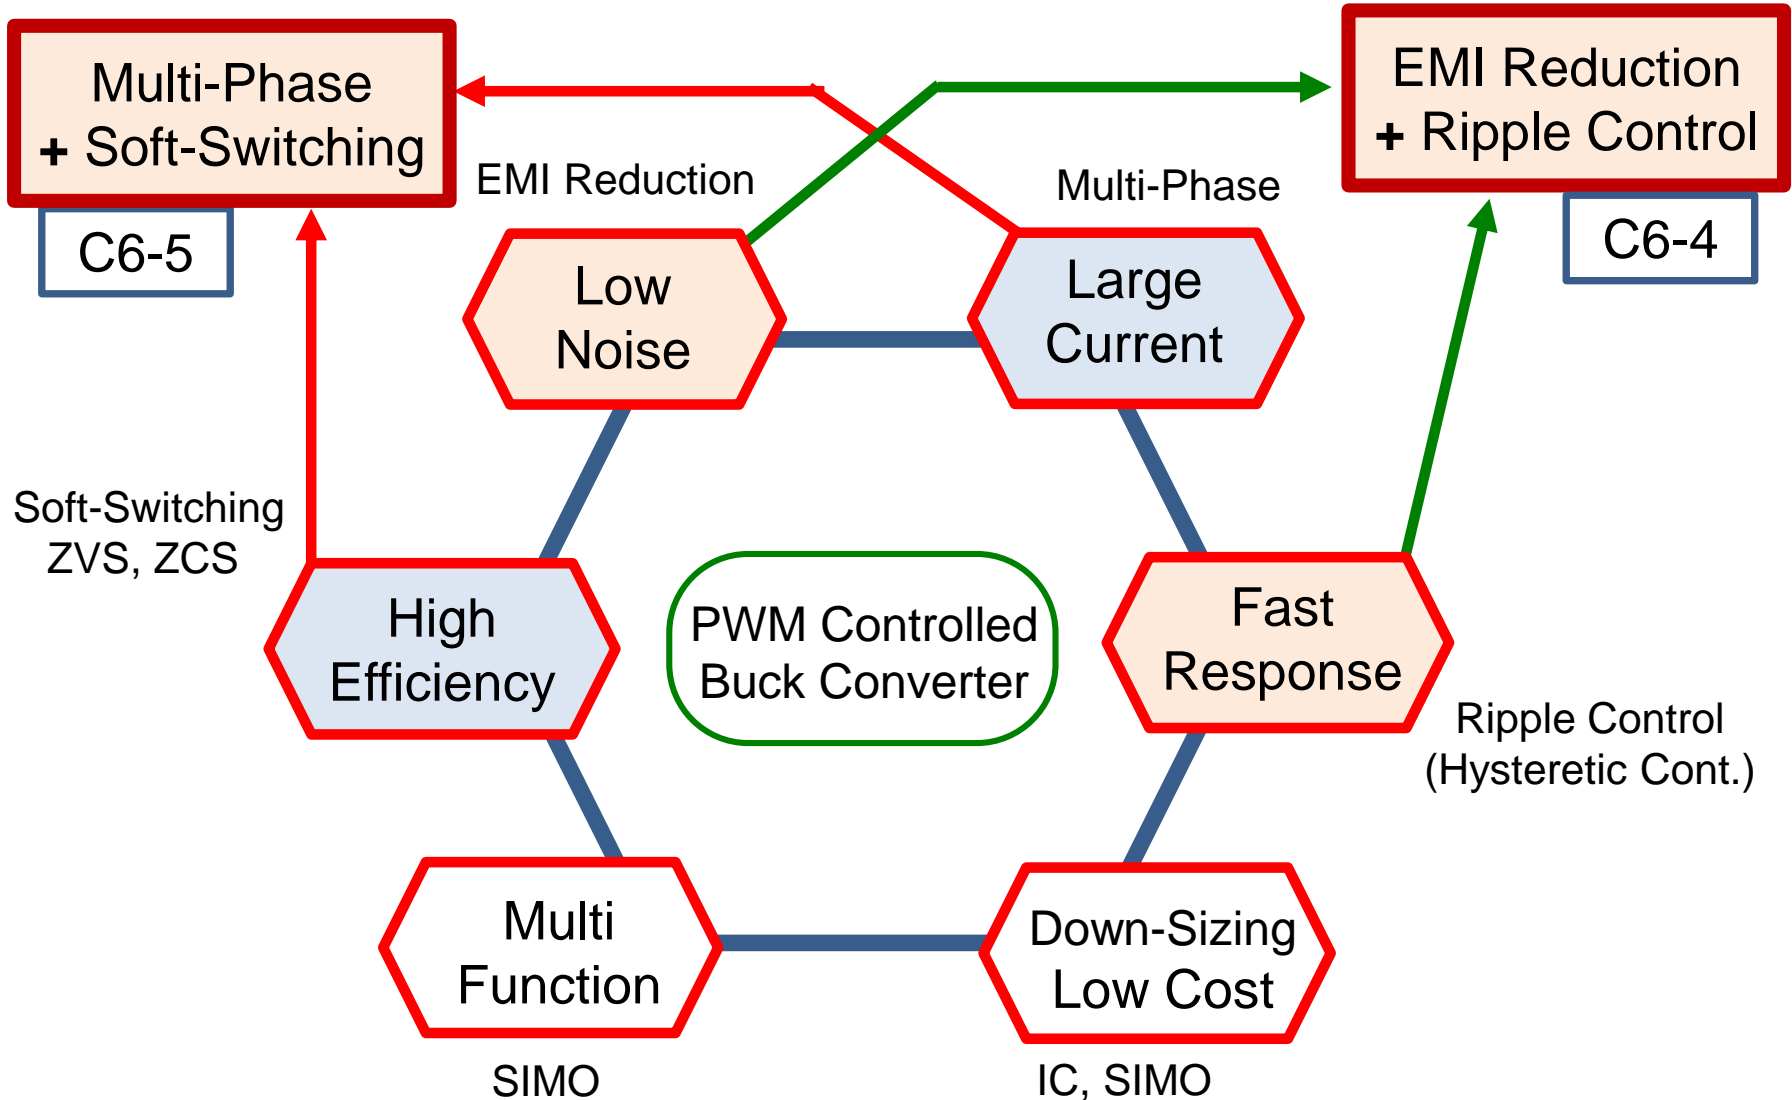 Multi-Phase
+ Soft-Switching
C6-5
EMI Reduction
+ Ripple Control
C6-4
EMI Reduction
Multi-Phase
Low
Noise
Large
Current
Soft-Switching
ZVS, ZCS
High
Efficiency
PWM Controlled
Buck Converter
Fast
Response
Ripple Control
(Hysteretic Cont.)
Multi
Function
Down-Sizing
Low Cost
SIMO
IC, SIMO